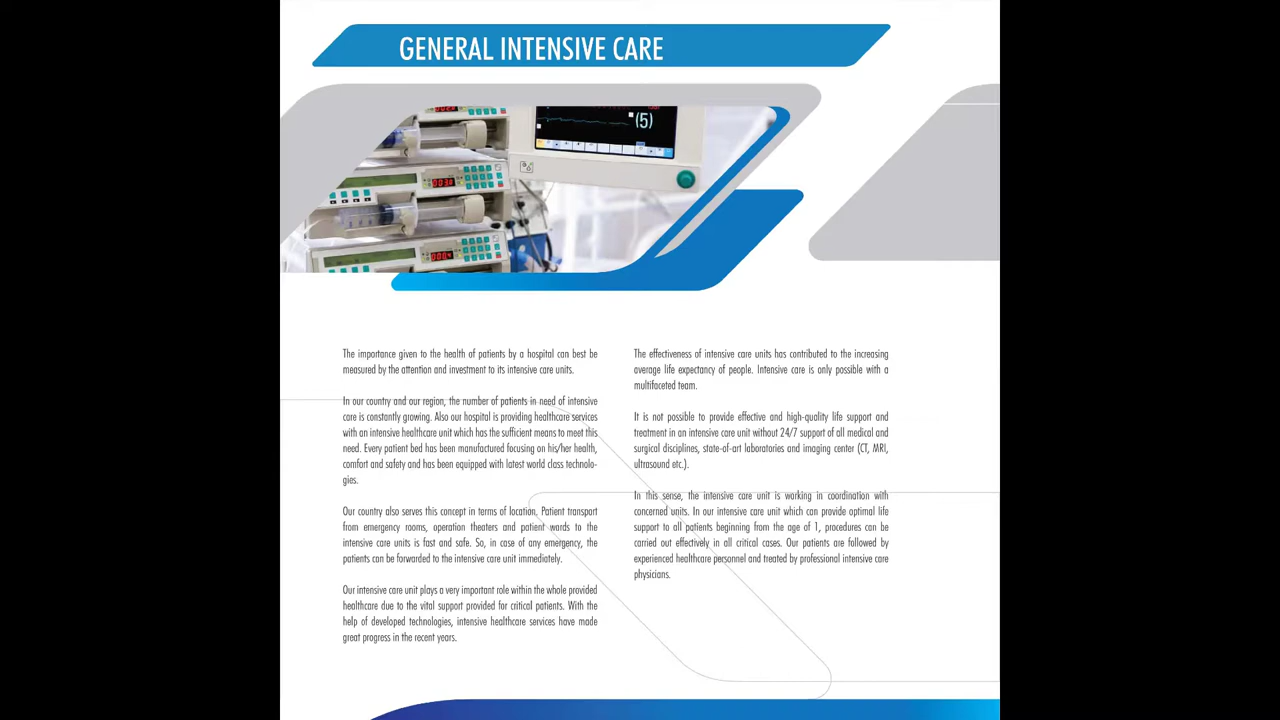 GENERAL INTENSIVE CARE
(5)
The importance given to the health of patients by a hospital can best be
measured by the attention and investment to its intensive care units.
In our country and our region, the number of patients in need of intensive
care is constantly growing. Also our hospital is providing healthcare services
with an intensive healthcare unit which has the sufficient means to meet this
need. Every patient bed has been manufactured focusing on his/her health,
comfort and safety and has been equipped with latest world class technolo-
gies.
Our country also serves this concept in terms of location. Patient transport
from emergency rooms, operation theaters and patient wards to the
intensive care units is fast and safe. So, in case of any emergency, the
patients can be forwarded to the intensive care unit immediately.
Our intensive care unit plays a very important role within the whole provided
healthcare due to the vital support provided for critical patients. With the
help of developed technologies, intensive healthcare services have made
great progress in the recent years.
The effectiveness of intensive care units has contributed to the increasing
average life expectancy of people. Intensive care is only possible with a
multifaceted team.
It is not possible to provide effective and high-quality life support and
treatment in an intensive care unit without 24/7 support of all medical and
surgical disciplines, state-of-art laboratories and imaging center (CT, MRI,
ultrasound etc.).
In this sense, the intensive care unit is working in coordination with
concerned units. In our intensive care unit which can provide optimal life
support to all patients beginning from the age of 1, procedures can be
carried out effectively in all critical cases. Our patients are followed by
experienced healthcare personnel and treated by professional intensive care
physicians.